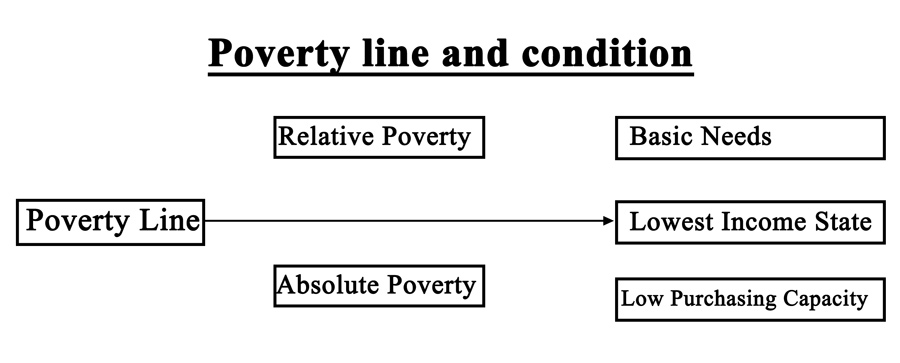 Poverty line and condition
Relative Poverty
Basic Needs
Poverty Line
Lowest Income State
Absolute Poverty
Low Purchasing Capacity